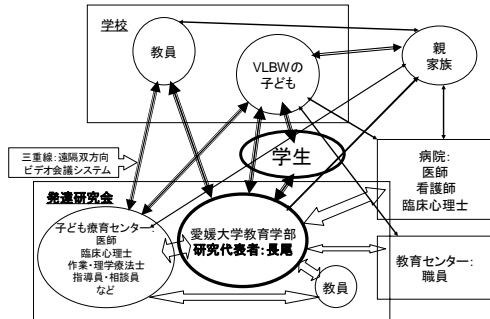 学校
教員
VLBWの
子ども
親
家族
学生
三重線：遠隔双方向
ビデオ会議システム
病院：
医師
看護師
臨床心理士
発達研究会
子ども療育センター
医師
臨床心理士
作業・理学療法士
指導員・相談員
など
愛媛大学教育学部
研究代表者：長尾
教員
教育センター：
職員